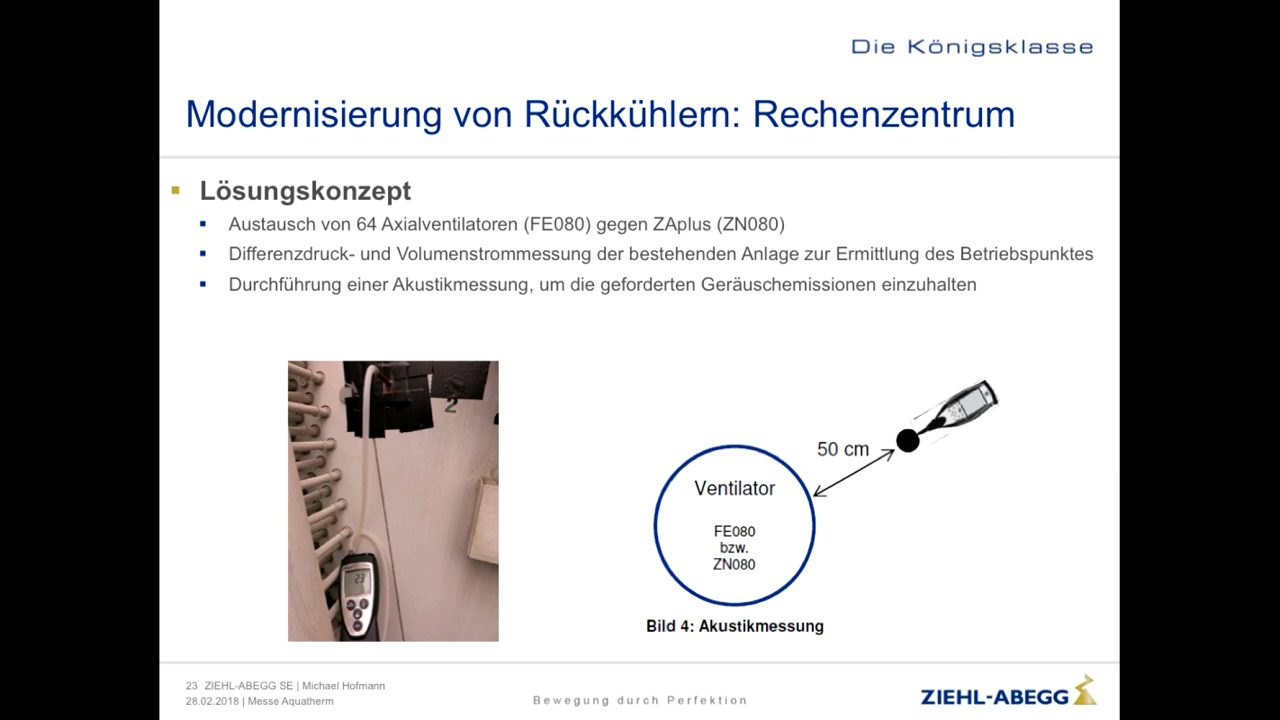 Die Königsklasse
Modernisierung von Rückkühlern: Rechenzentrum
Lösungskonzept
Austausch von 64 Axialventilatoren (FE080) gegen ZAplus (ZN080)
Differenzdruck- und Volumenstrommessung der bestehenden Anlage zur Ermittlung des Betriebspunktes
Durchführung einer Akustikmessung, um die geforderten Geräuschemissionen einzuhalten
2
23
50 cm
Ventilator
FE080
bzw.
ZN080
Bild 4: Akustikmessung
23 ZIEHL-ABEGG SE | Michael Hofmann
28.02.2018 | Messe Aquatherm
Bewegung durch Perfektion
ZIEHL-ABEGG